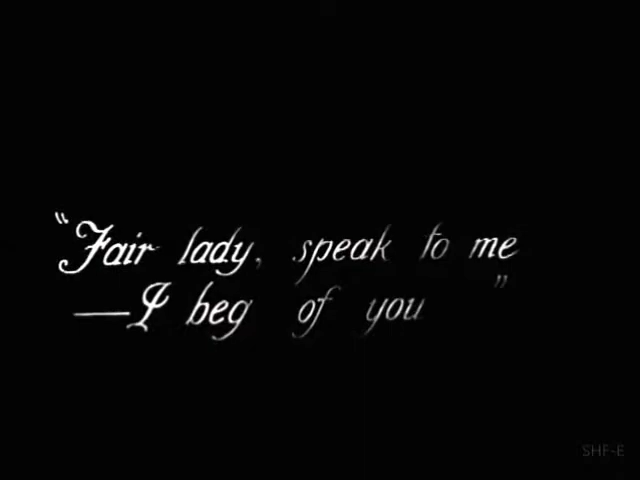 “Fair lady, speak to me
—I beg of you ”
SHF-E